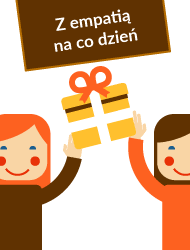 Z empatią
na co dzień